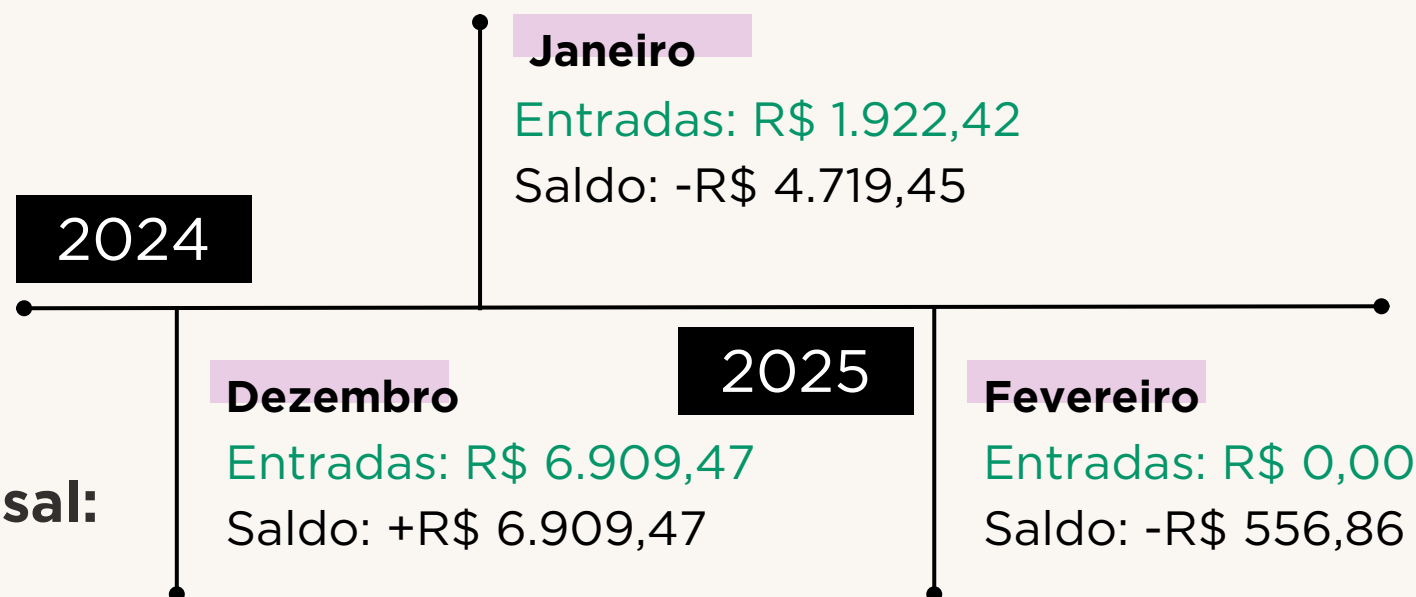 Janeiro
Entradas: R$ 1.922,42
Saldo: -R$ 4.719,45
2024
2025
Dezembro
Entradas: R$ 6.909,47
Saldo: +R$ 6.909,47
Fevereiro
Entradas: R$ 0,00
Saldo: -R$ 556,86
sal: